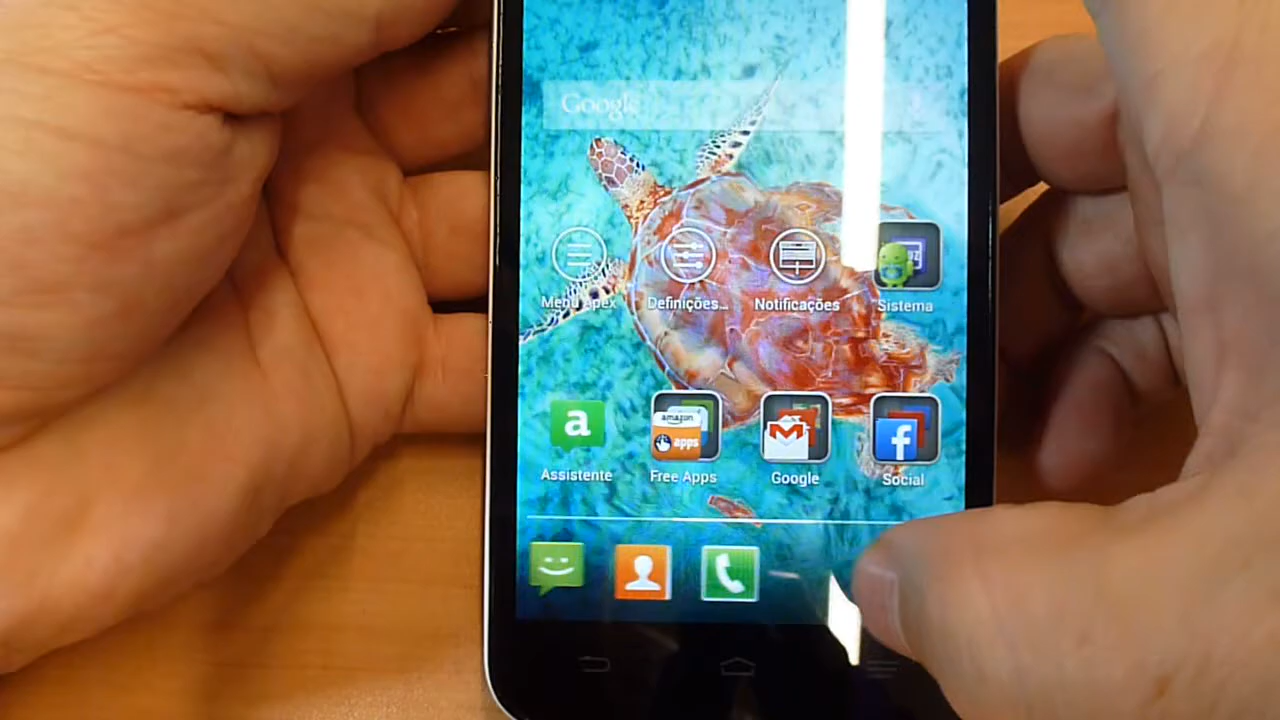 Google
Menu Apex
Definições...
Notificações
Sistema
a
amazon
apps
f
Assistente
Free Apps
Google
Social